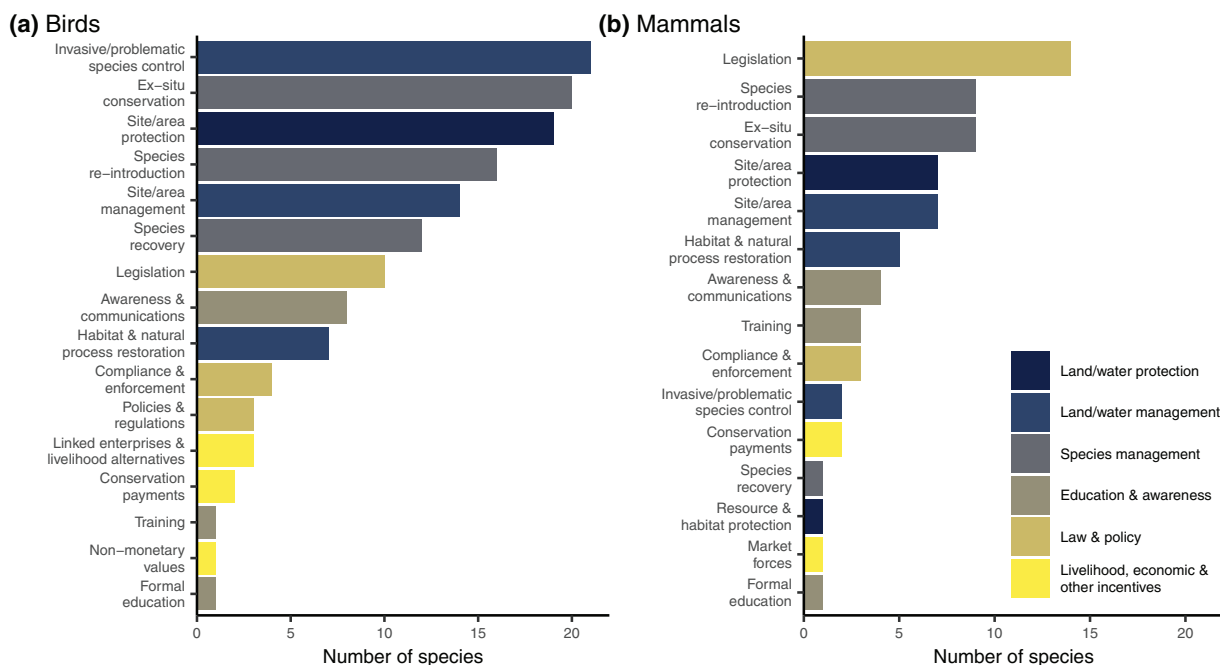 (a) Birds
Invasive/problematic
species control
Ex−situ
conservation
Site/area
protection
Species
re−introduction
Site/area
management
Species
recovery
Legislation
Awareness &
communications
Habitat & natural
process restoration
Compliance &
enforcement
Policies &
regulations
Linked enterprises &
livelihood alternatives
Conservation
payments
Training
Non−monetary
values
Formal
education
0 5 10 15 20
Number of species
(b) Mammals
Legislation
Species
re−introduction
Ex−situ
conservation
Site/area
protection
Site/area
management
Habitat & natural
process restoration
Awareness &
communications
Training
Compliance &
enforcement
Invasive/problematic
species control
Conservation
payments
Species
recovery
Resource &
habitat protection
Market
forces
Formal
education
0 5 10 15 20
Number of species
Land/water protection
Land/water management
Species management
Education & awareness
Law & policy
Livelihood, economic &
other incentives